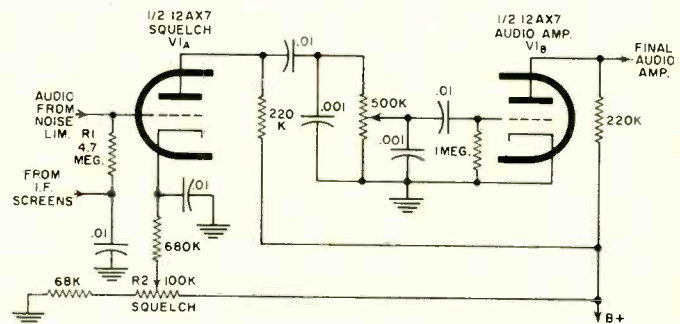 1/2 12AX7
SQUELCH
V1A
1/2 12AX7
AUDIO AMP.
V1B
.01
FINAL
AUDIO
AMP.
AUDIO
FROM
NOISE
LIM.
R1
4.7
MEG.
220
K
.001
500K
.01
.001
1 MEG.
220K
FROM
I.F.
SCREENS
.01
.01
680K
68K
R2
100K
SQUELCH
B+